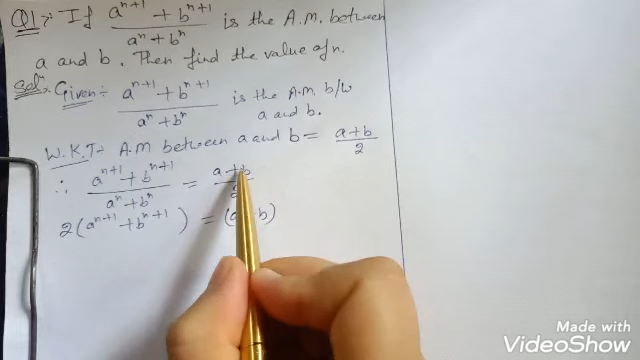 Q1:- If a^{n+1} + b^{n+1} / a^n + b^n is the A.M. between
a and b. Then find the value of n.
Sol^n:- Given:- a^{n+1} + b^{n+1} / a^n + b^n is the A.M b/w
a and b.
W.K.T:- A.M between a and b = a+b / 2
∴ a^{n+1} + b^{n+1} / a^n + b^n = a+b / 2
2(a^{n+1} + b^{n+1}) = (a+b)
Made with
VideoShow